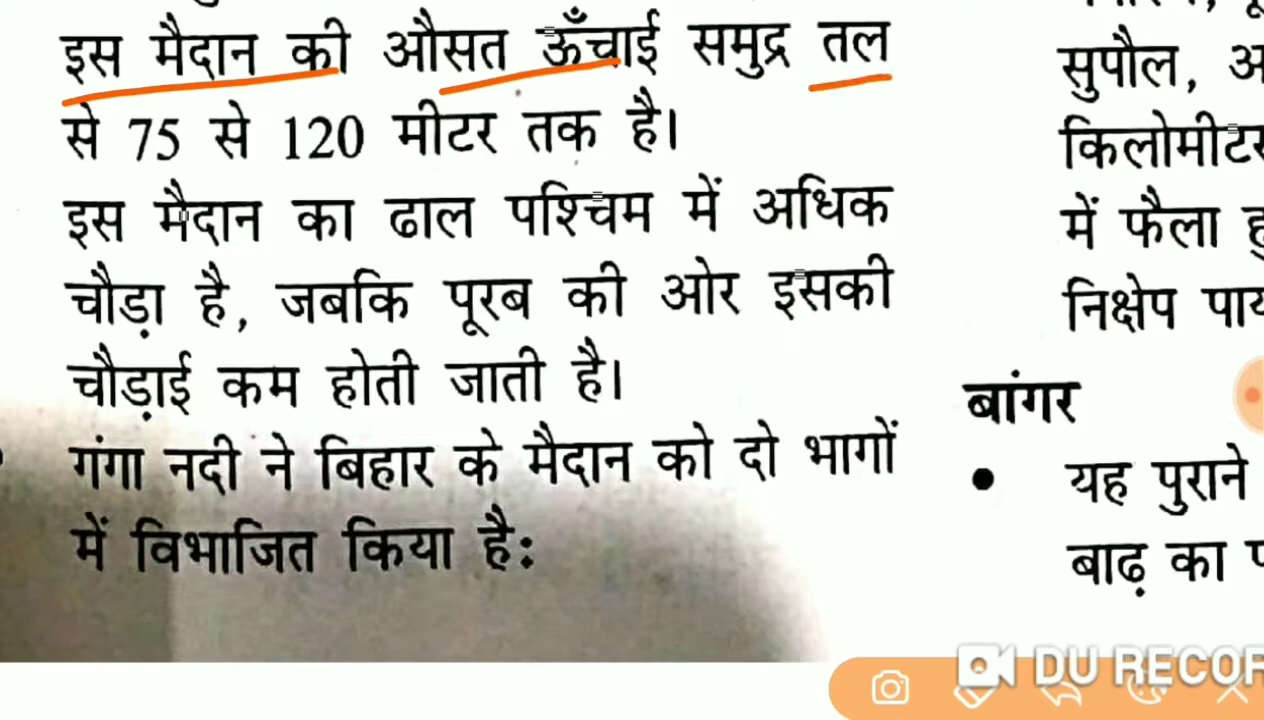 इस मैदान की औसत ऊँचाई समुद्र तल
से 75 से 120 मीटर तक है।
इस मैदान का ढाल पश्चिम में अधिक
चौड़ा है, जबकि पूरब की ओर इसकी
चौड़ाई कम होती जाती है।
गंगा नदी ने बिहार के मैदान को दो भागों
में विभाजित किया है:
सुपौल,
में फैला
निक्षेप
बांगर
• यह पुराने
बाढ़ का
DU